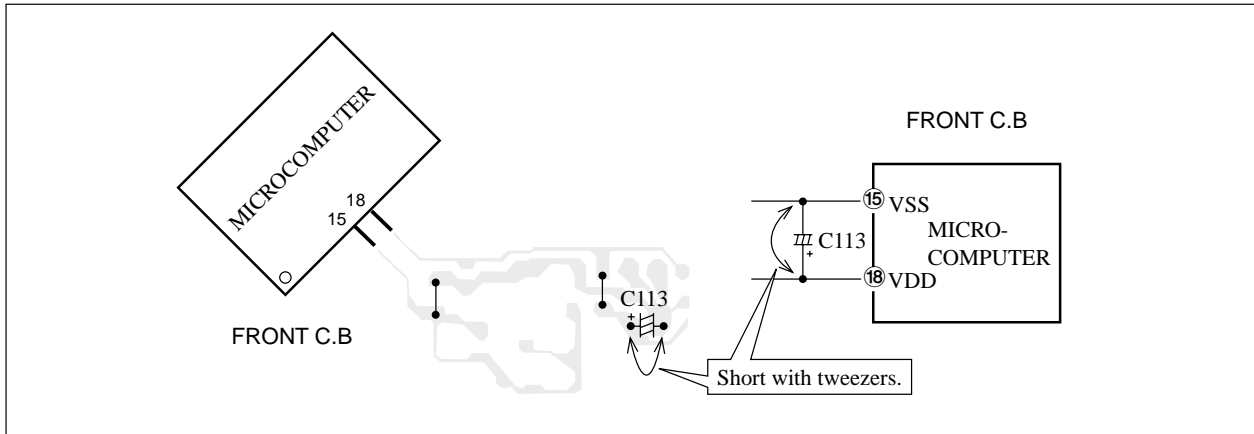 MICROCOMPUTER
18
15
FRONT C.B
C113
+
Short with tweezers.
FRONT C.B
15 VSS
C113
+
MICRO-
COMPUTER
18 VDD